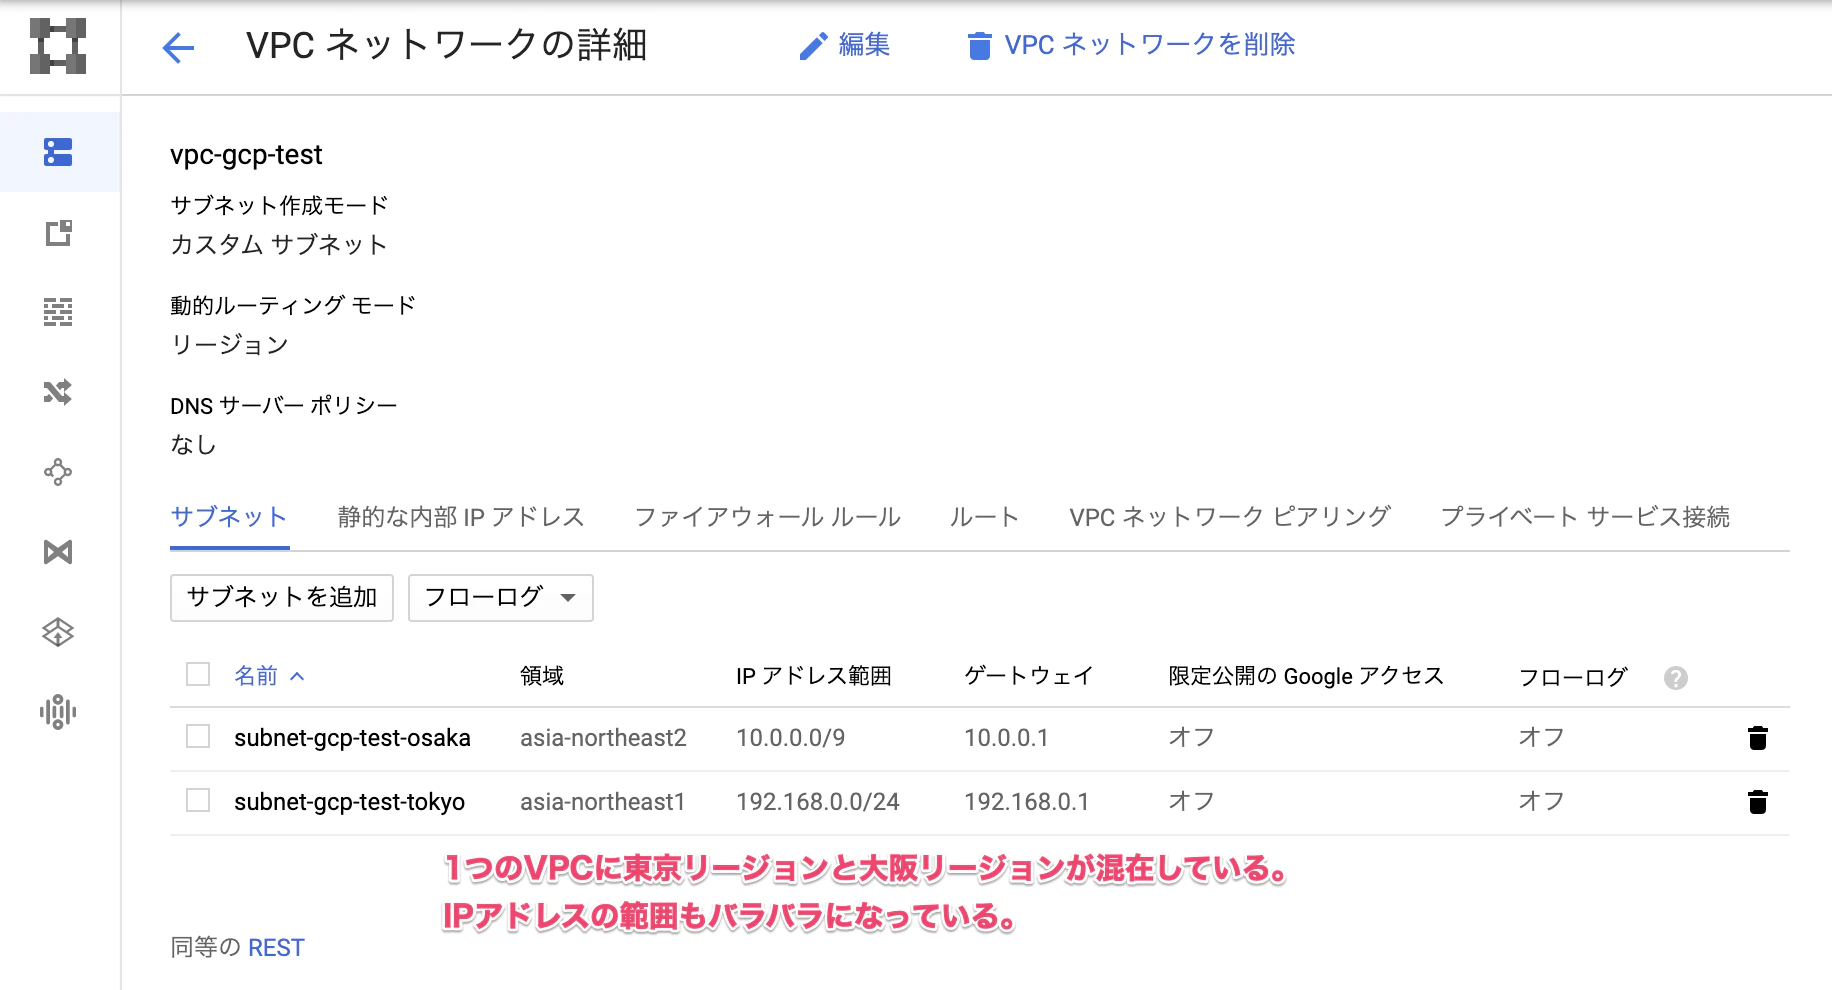 VPC ネットワークの詳細 編集 VPC ネットワークを削除
vpc-gcp-test
サブネット作成モード
カスタム サブネット
動的ルーティング モード
リージョン
DNS サーバー ポリシー
なし
サブネット 静的な内部 IP アドレス ファイアウォール ルール ルート VPC ネットワーク ピアリング プライベート サービス接続
サブネットを追加 フローログ
名前 領域 IP アドレス範囲 ゲートウェイ 限定公開の Google アクセス フローログ ?
subnet-gcp-test-osaka asia-northeast2 10.0.0.0/9 10.0.0.1 オフ オフ
subnet-gcp-test-tokyo asia-northeast1 192.168.0.0/24 192.168.0.1 オフ オフ
1つのVPCに東京リージョンと大阪リージョンが混在している。
IPアドレスの範囲もバラバラになっている。
同等の REST